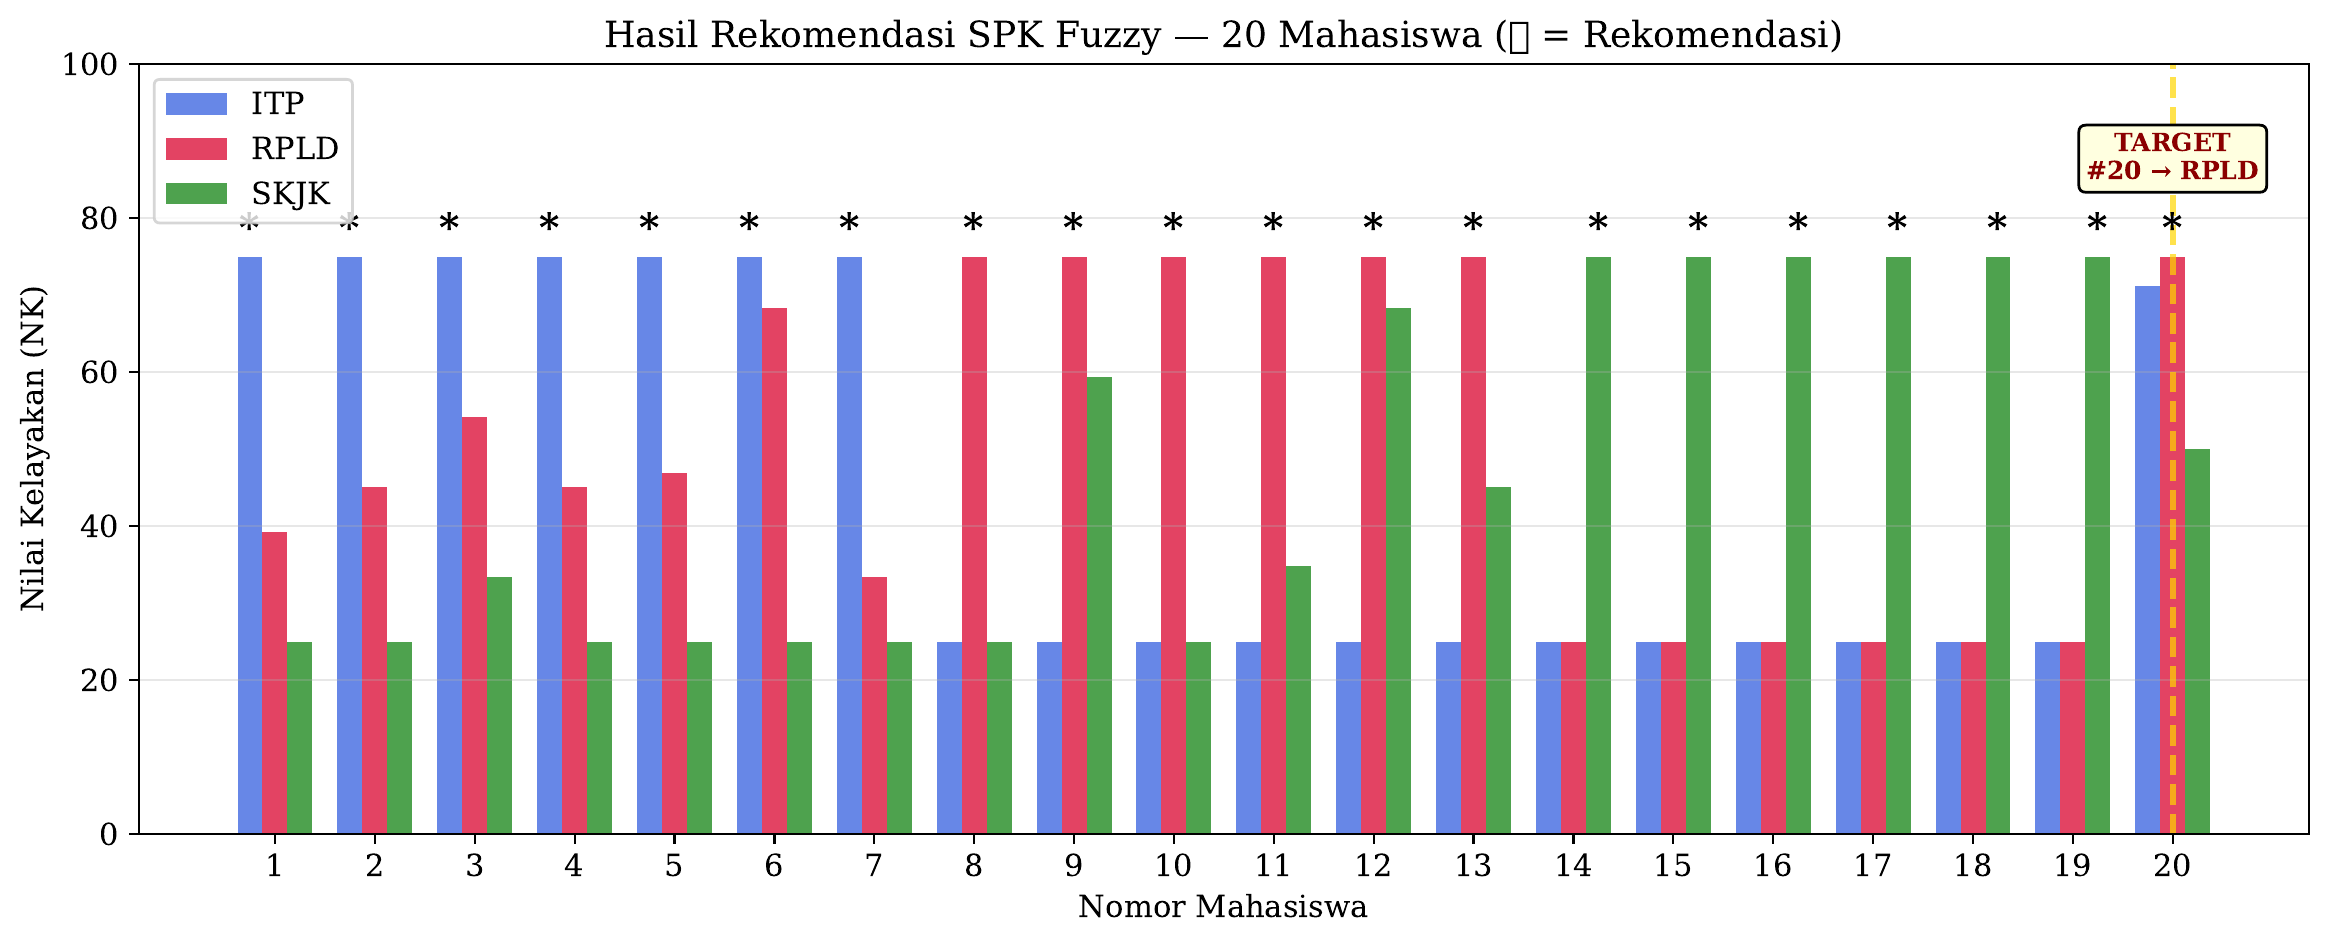 Hasil Rekomendasi SPK Fuzzy — 20 Mahasiswa (▯ = Rekomendasi)
100
80
60
40
20
0
Nilai Kelayakan (NK)
ITP
RPLD
SKJK
TARGET
#20 → RPLD
* * * * * * * * * * * * * * * * * * * *
1 2 3 4 5 6 7 8 9 10 11 12 13 14 15 16 17 18 19 20
Nomor Mahasiswa